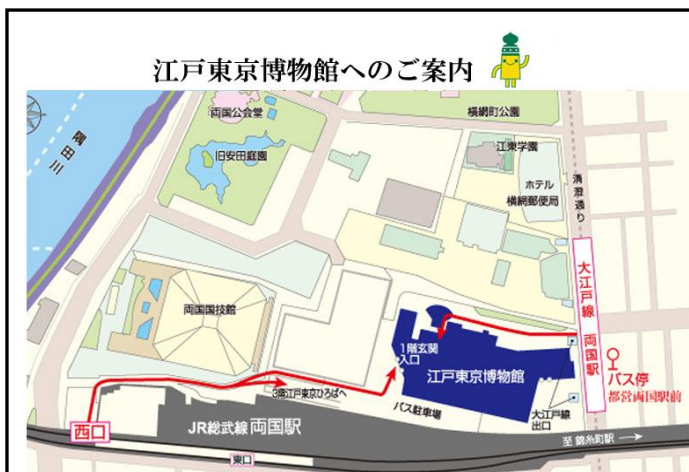 江戸東京博物館へのご案内
両国公会堂
横網町公園
隅田川
旧安田庭園
江東学園
ホテル
横網郵便局
清澄通り
大江戸線 両国駅
両国国技館
1階玄関
入口
江戸東京博物館
バス停
都営両国駅前
3階江戸東京ひろばへ
バス駐車場
大江戸線
出口
西口
JR総武線 両国駅
至 錦糸町駅
東口